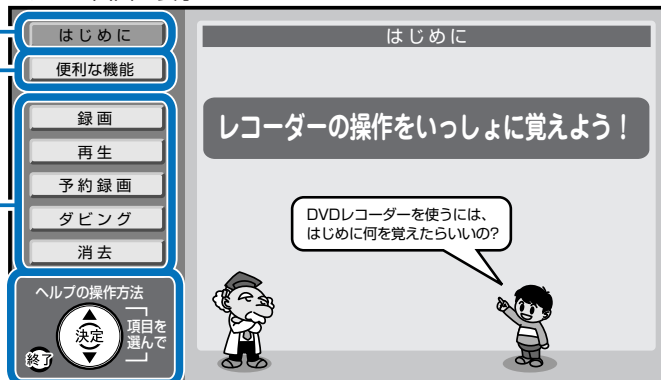 はじめに
便利な機能
録画
再生
予約録画
ダビング
消去
ヘルプの操作方法
決定
項目を
選んで
終了
はじめに
レコーダーの操作をいっしょに覚えよう！
DVDレコーダーを使うには、
はじめに何を覚えたらいいの?